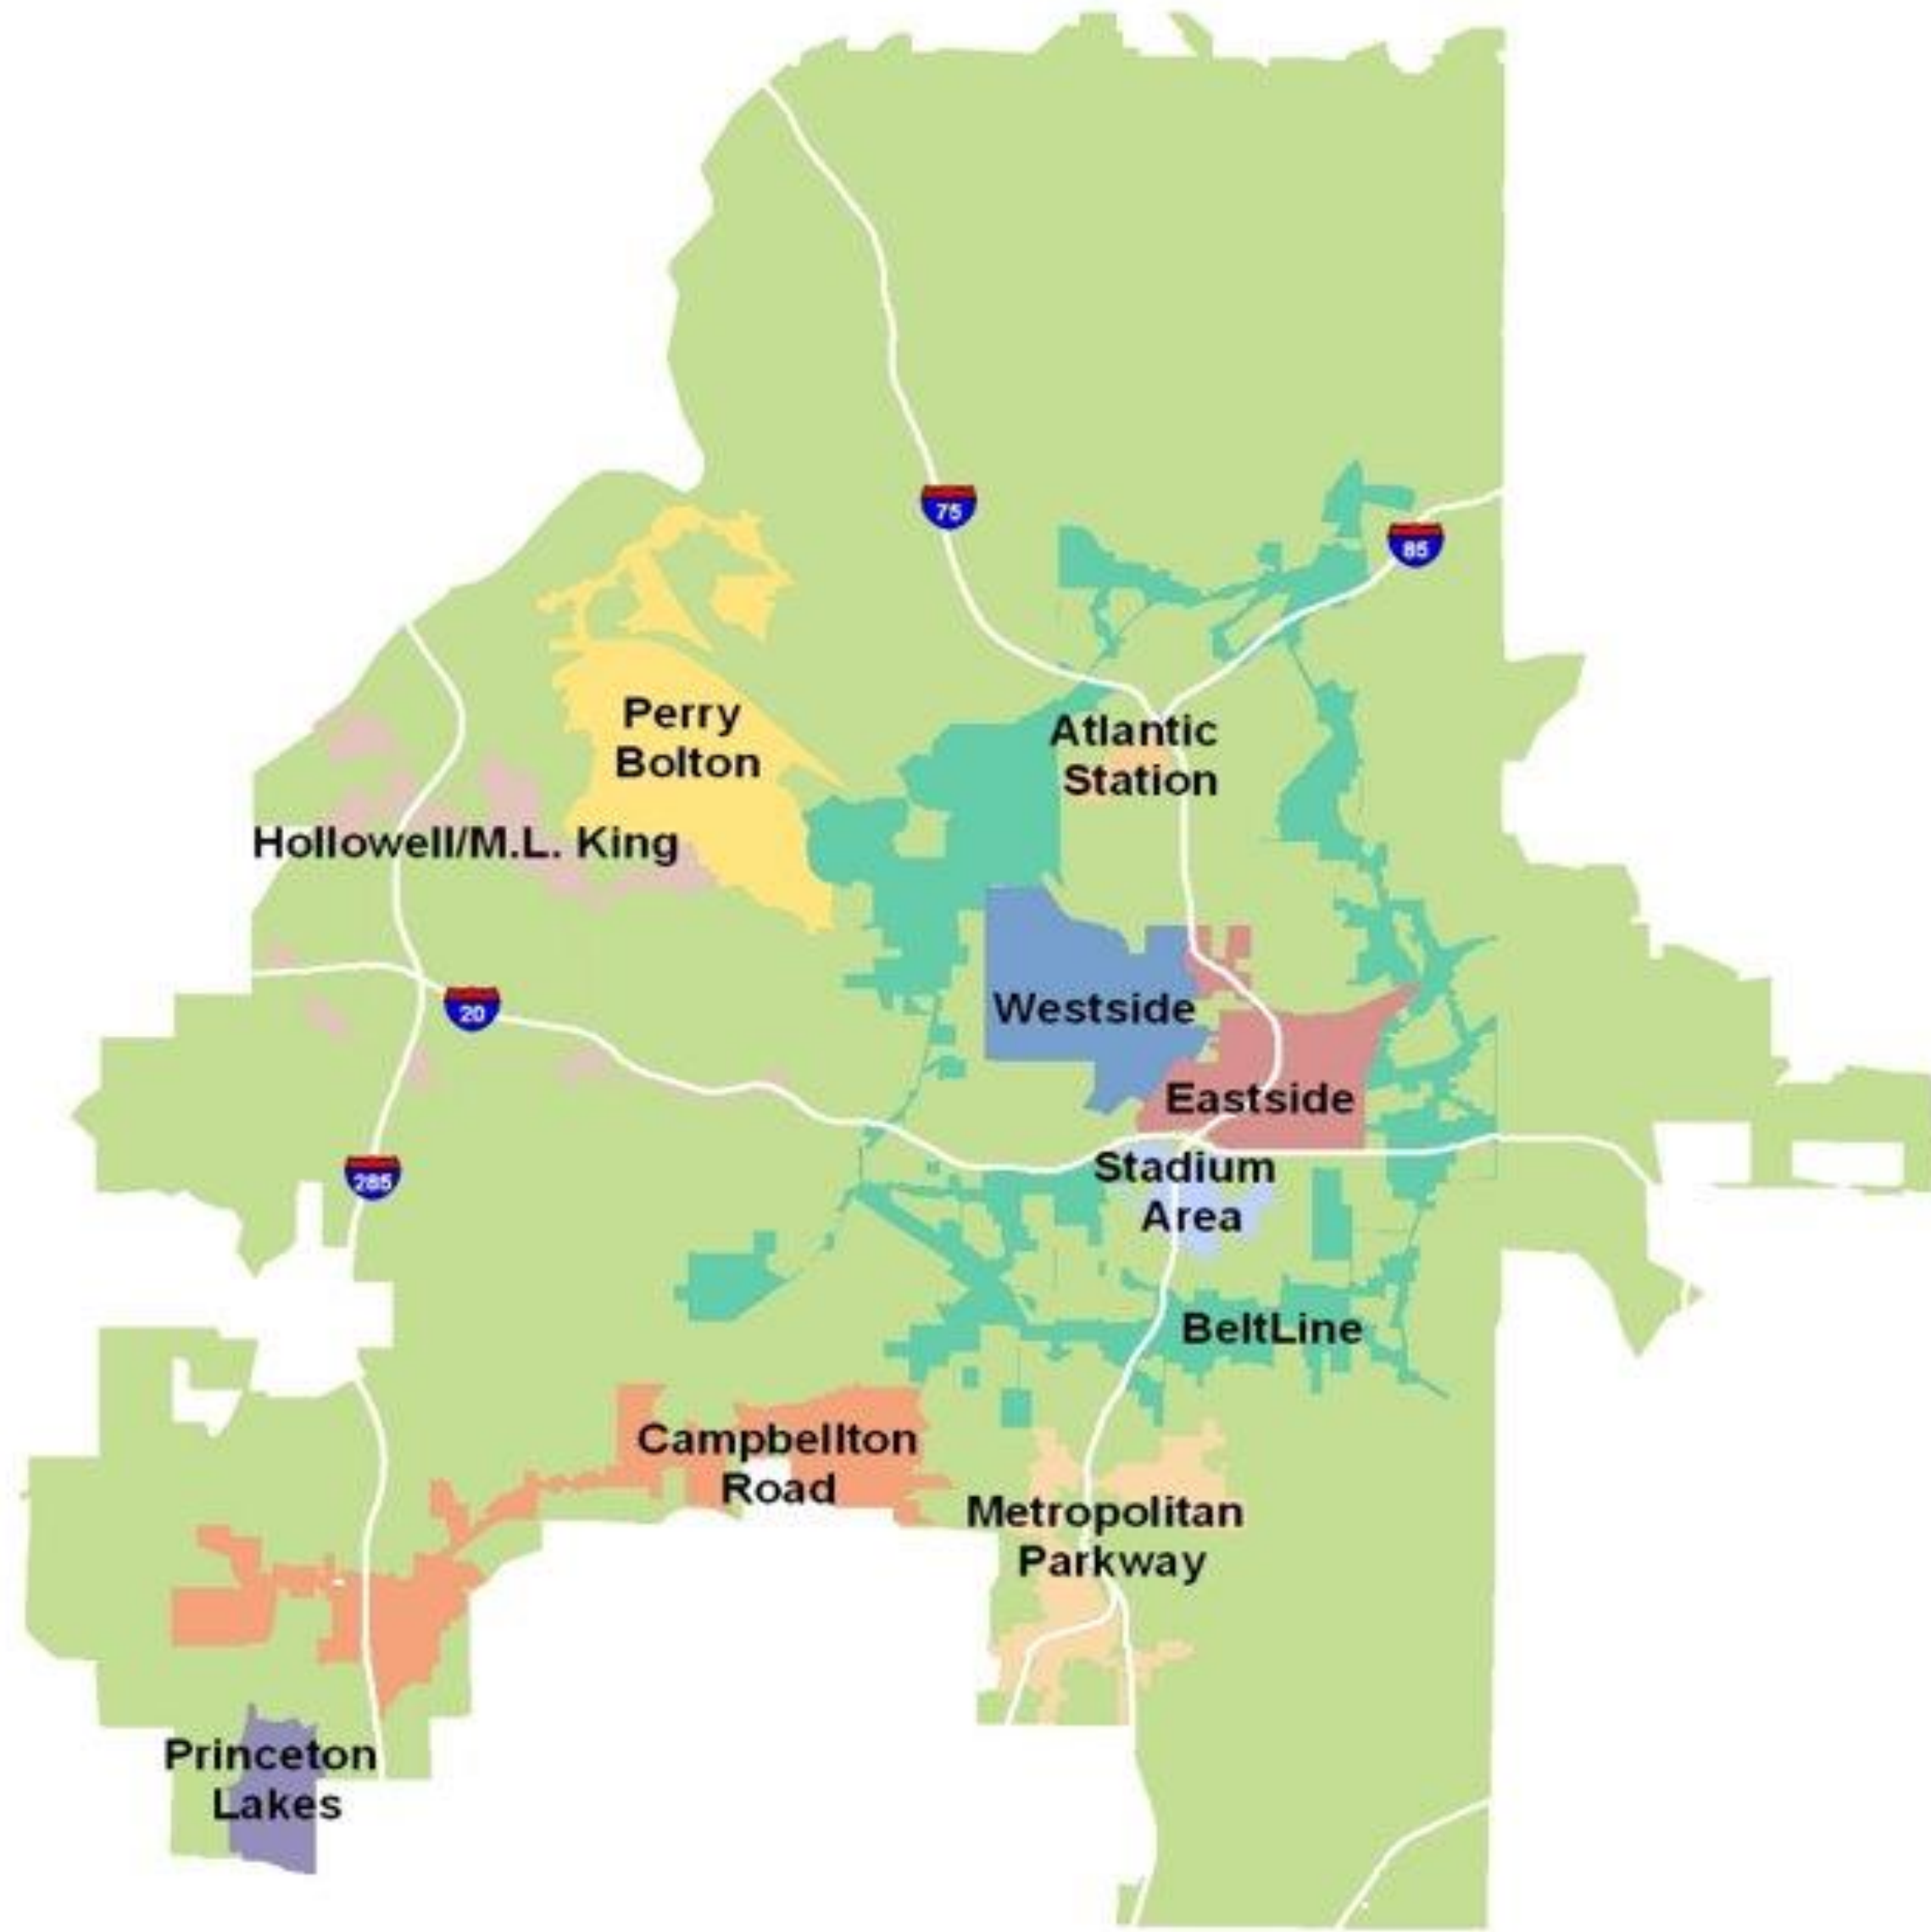 75
85
Perry
Bolton
Atlantic
Station
Hollowell/M.L. King
20
Westside
Eastside
285
Stadium
Area
BeltLine
Campbellton
Road
Metropolitan
Parkway
Princeton
Lakes